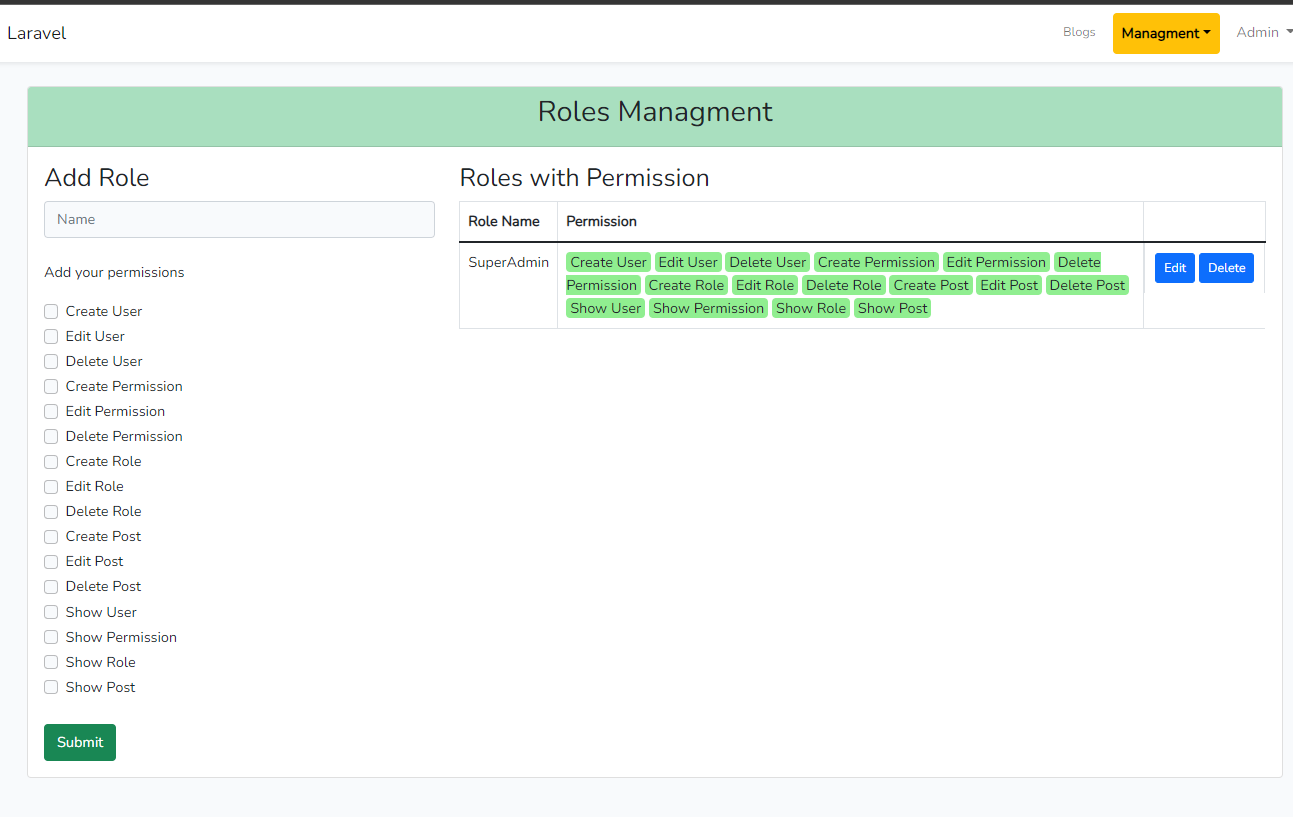 Laravel
Blogs
Managment
Admin
Roles Managment
Add Role
Name
Add your permissions
Create User
Edit User
Delete User
Create Permission
Edit Permission
Delete Permission
Create Role
Edit Role
Delete Role
Create Post
Edit Post
Delete Post
Show User
Show Permission
Show Role
Show Post
Submit
Roles with Permission
Role Name Permission
SuperAdmin Create User Edit User Delete User Create Permission Edit Permission Delete
Permission Create Role Edit Role Delete Role Create Post Edit Post Delete Post
Show User Show Permission Show Role Show Post
Edit Delete